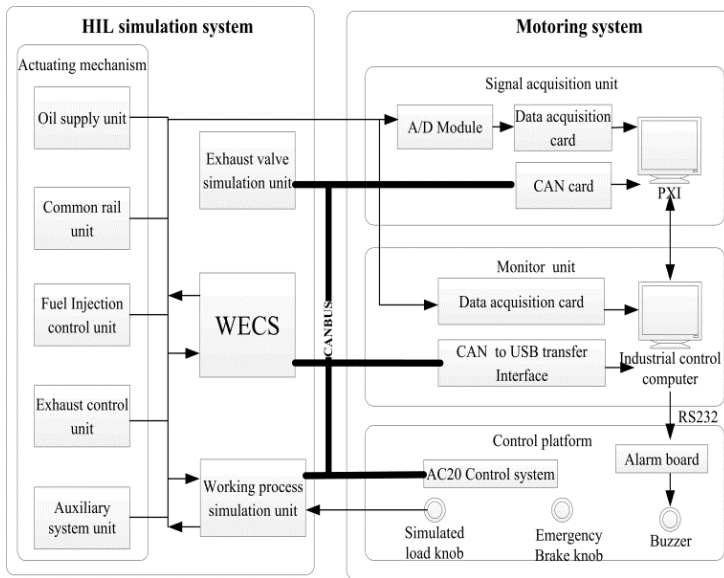 HIL simulation system
Actuating mechanism
Oil supply unit
Common rail
unit
Fuel Injection
control unit
Exhaust control
unit
Auxiliary
system unit
Exhaust valve
simulation unit
WECS
Working process
simulation unit
CANBUS
Motoring system
Signal acquisition unit
A/D Module
Data acquisition
card
CAN card
PXI
Monitor unit
Data acquisition card
CAN to USB transfer
Interface
Industrial control
computer
RS232
Control platform
AC20 Control system
Alarm board
Simulated
load knob
Emergency
Brake knob
Buzzer